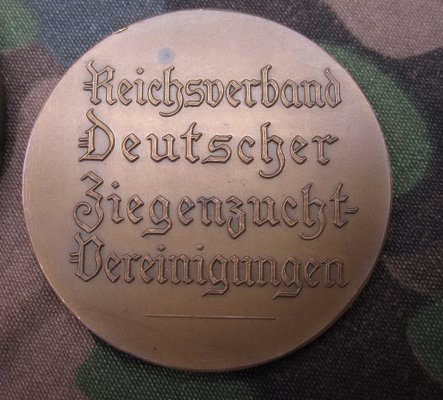 Reichsverband
Deutscher
Ziegenzucht-
Vereinigungen